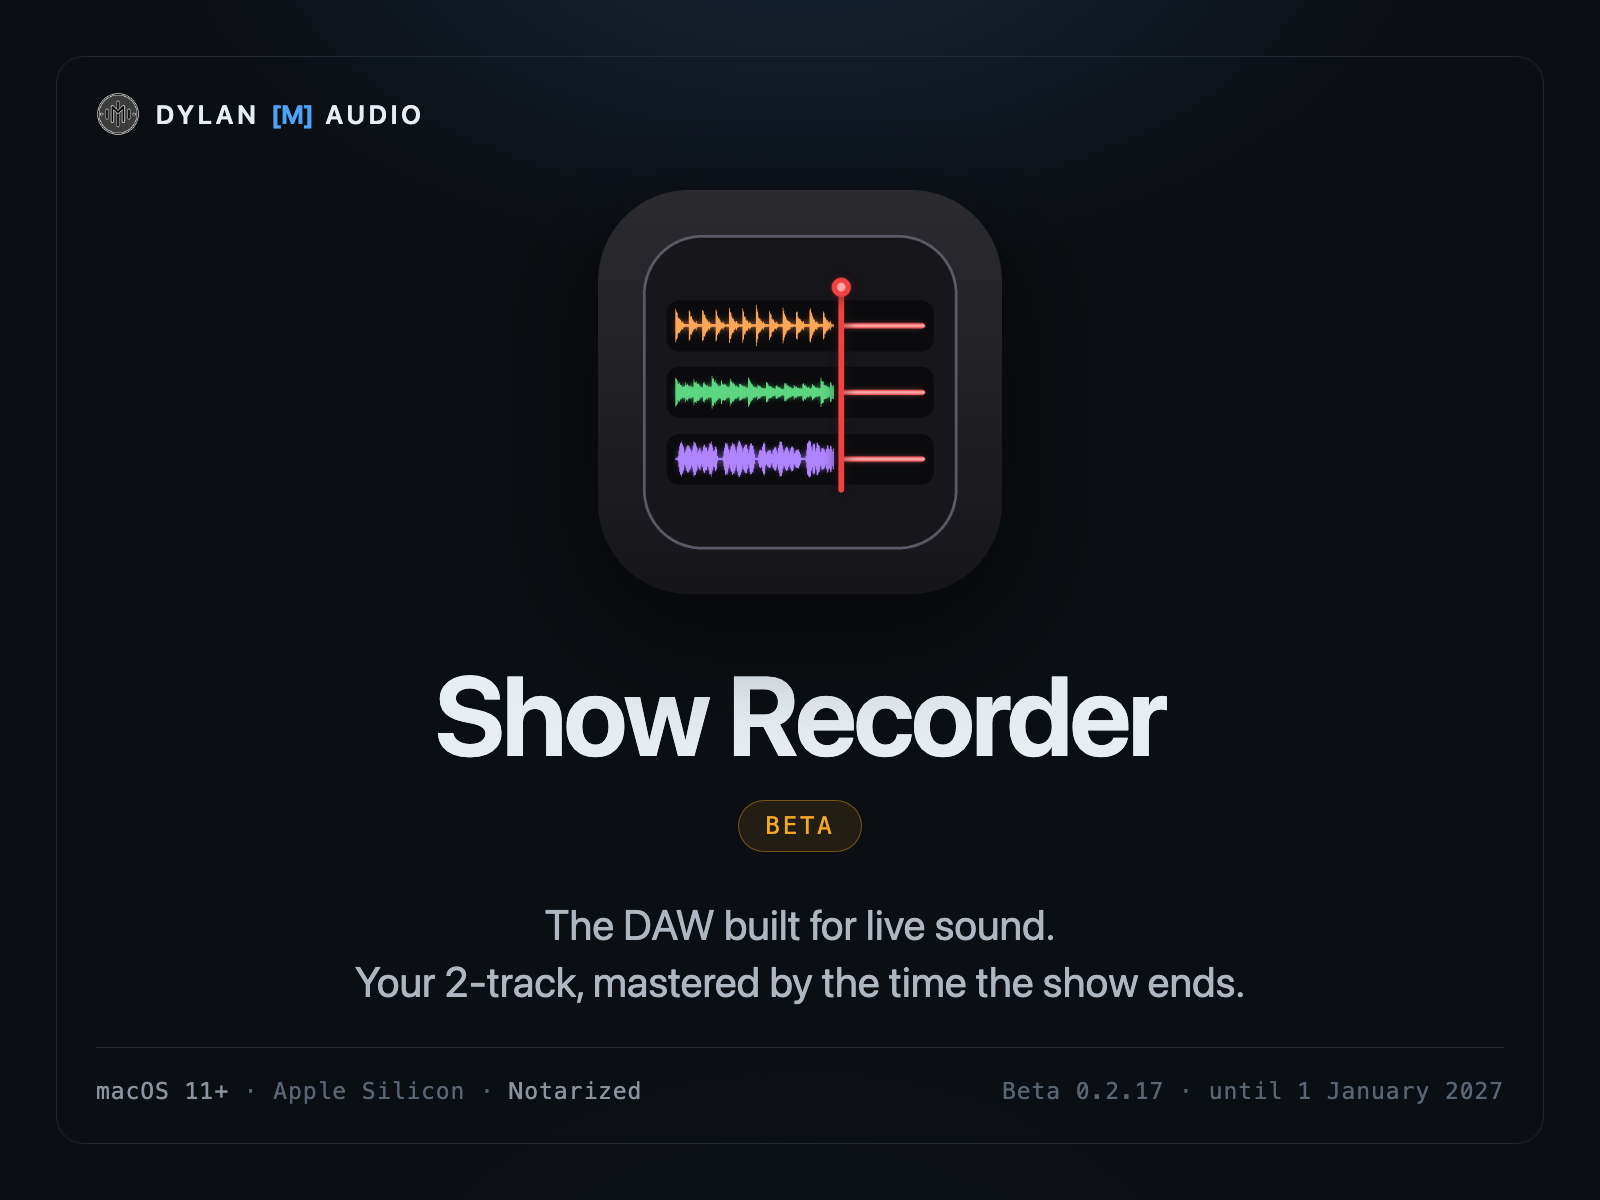 DYLAN [M] AUDIO
Show Recorder
BETA
The DAW built for live sound.
Your 2-track, mastered by the time the show ends.
macOS 11+ · Apple Silicon · Notarized
Beta 0.2.17 · until 1 January 2027